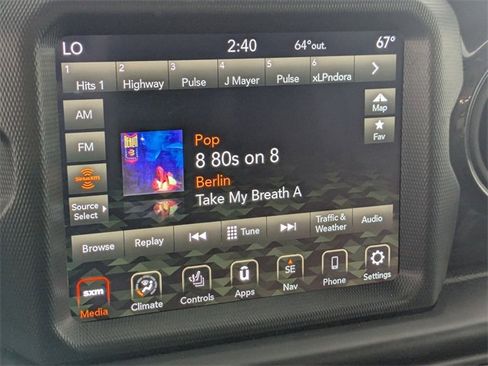 LO 2:40 64°out. 67°
1 2 3 4 5 6
Hits 1 Highway Pulse J Mayer Pulse xLPndora
AM
Map
FM
Fav
Pop
8 80s on 8
SiriusXM
Berlin
Take My Breath A
Source
Select
Browse Replay Tune Traffic & Weather Audio
sxm SE
Media Climate Controls Apps Nav Phone Settings